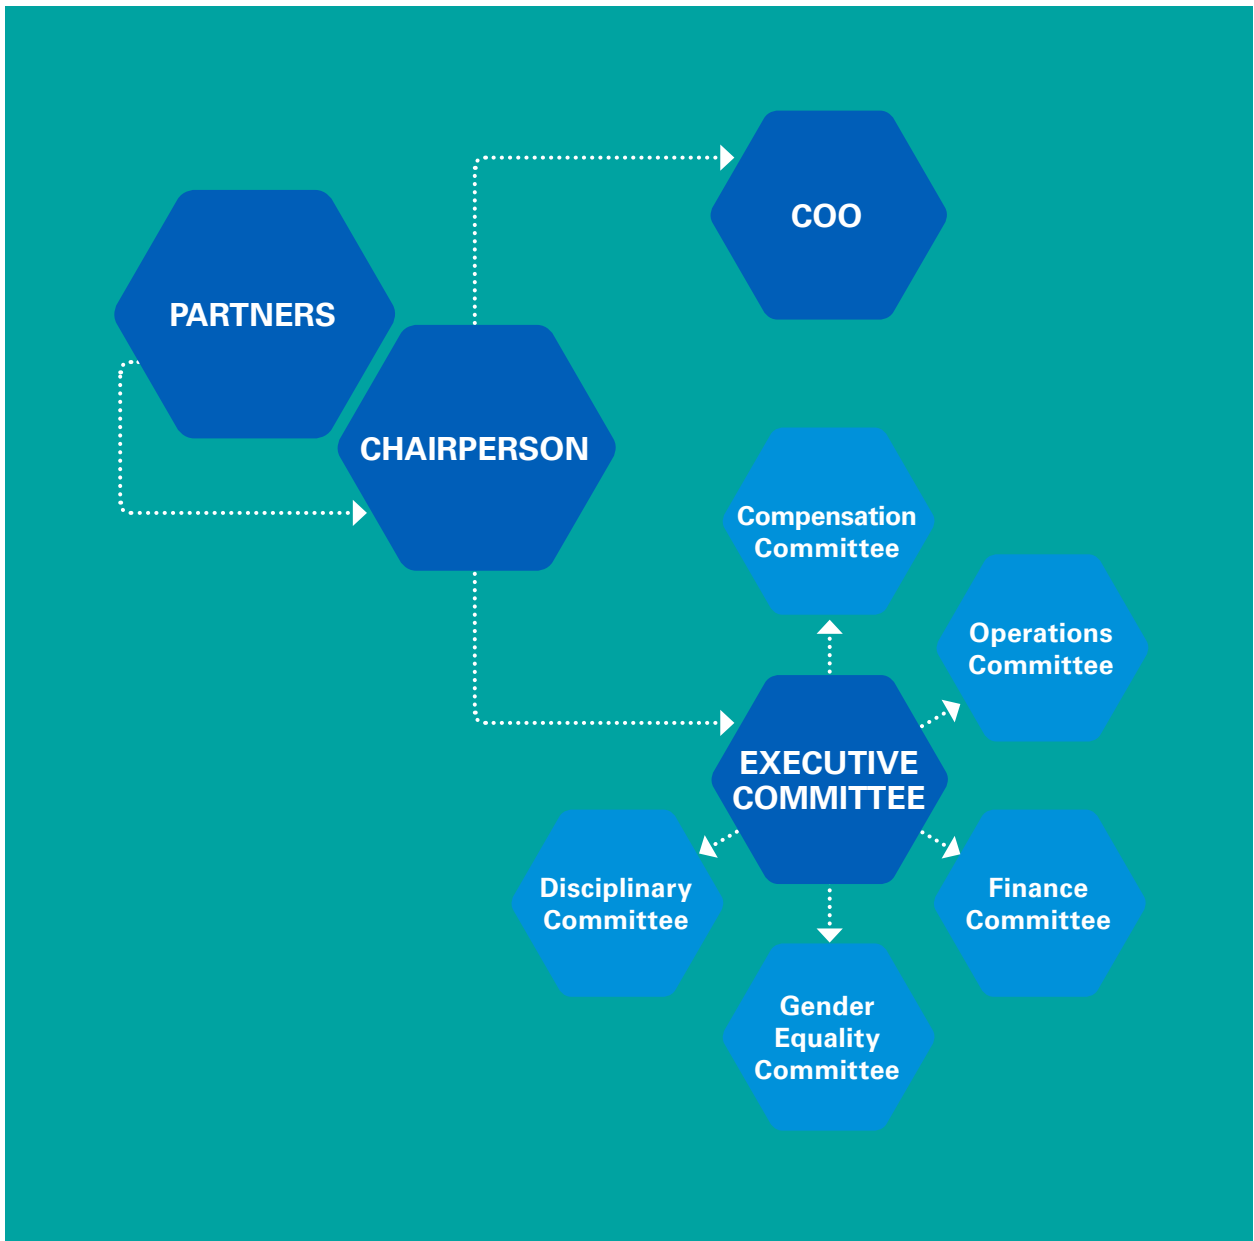 COO
PARTNERS
CHAIRPERSON
Compensation
Committee
Operations
Committee
EXECUTIVE
COMMITTEE
Disciplinary
Committee
Finance
Committee
Gender
Equality
Committee